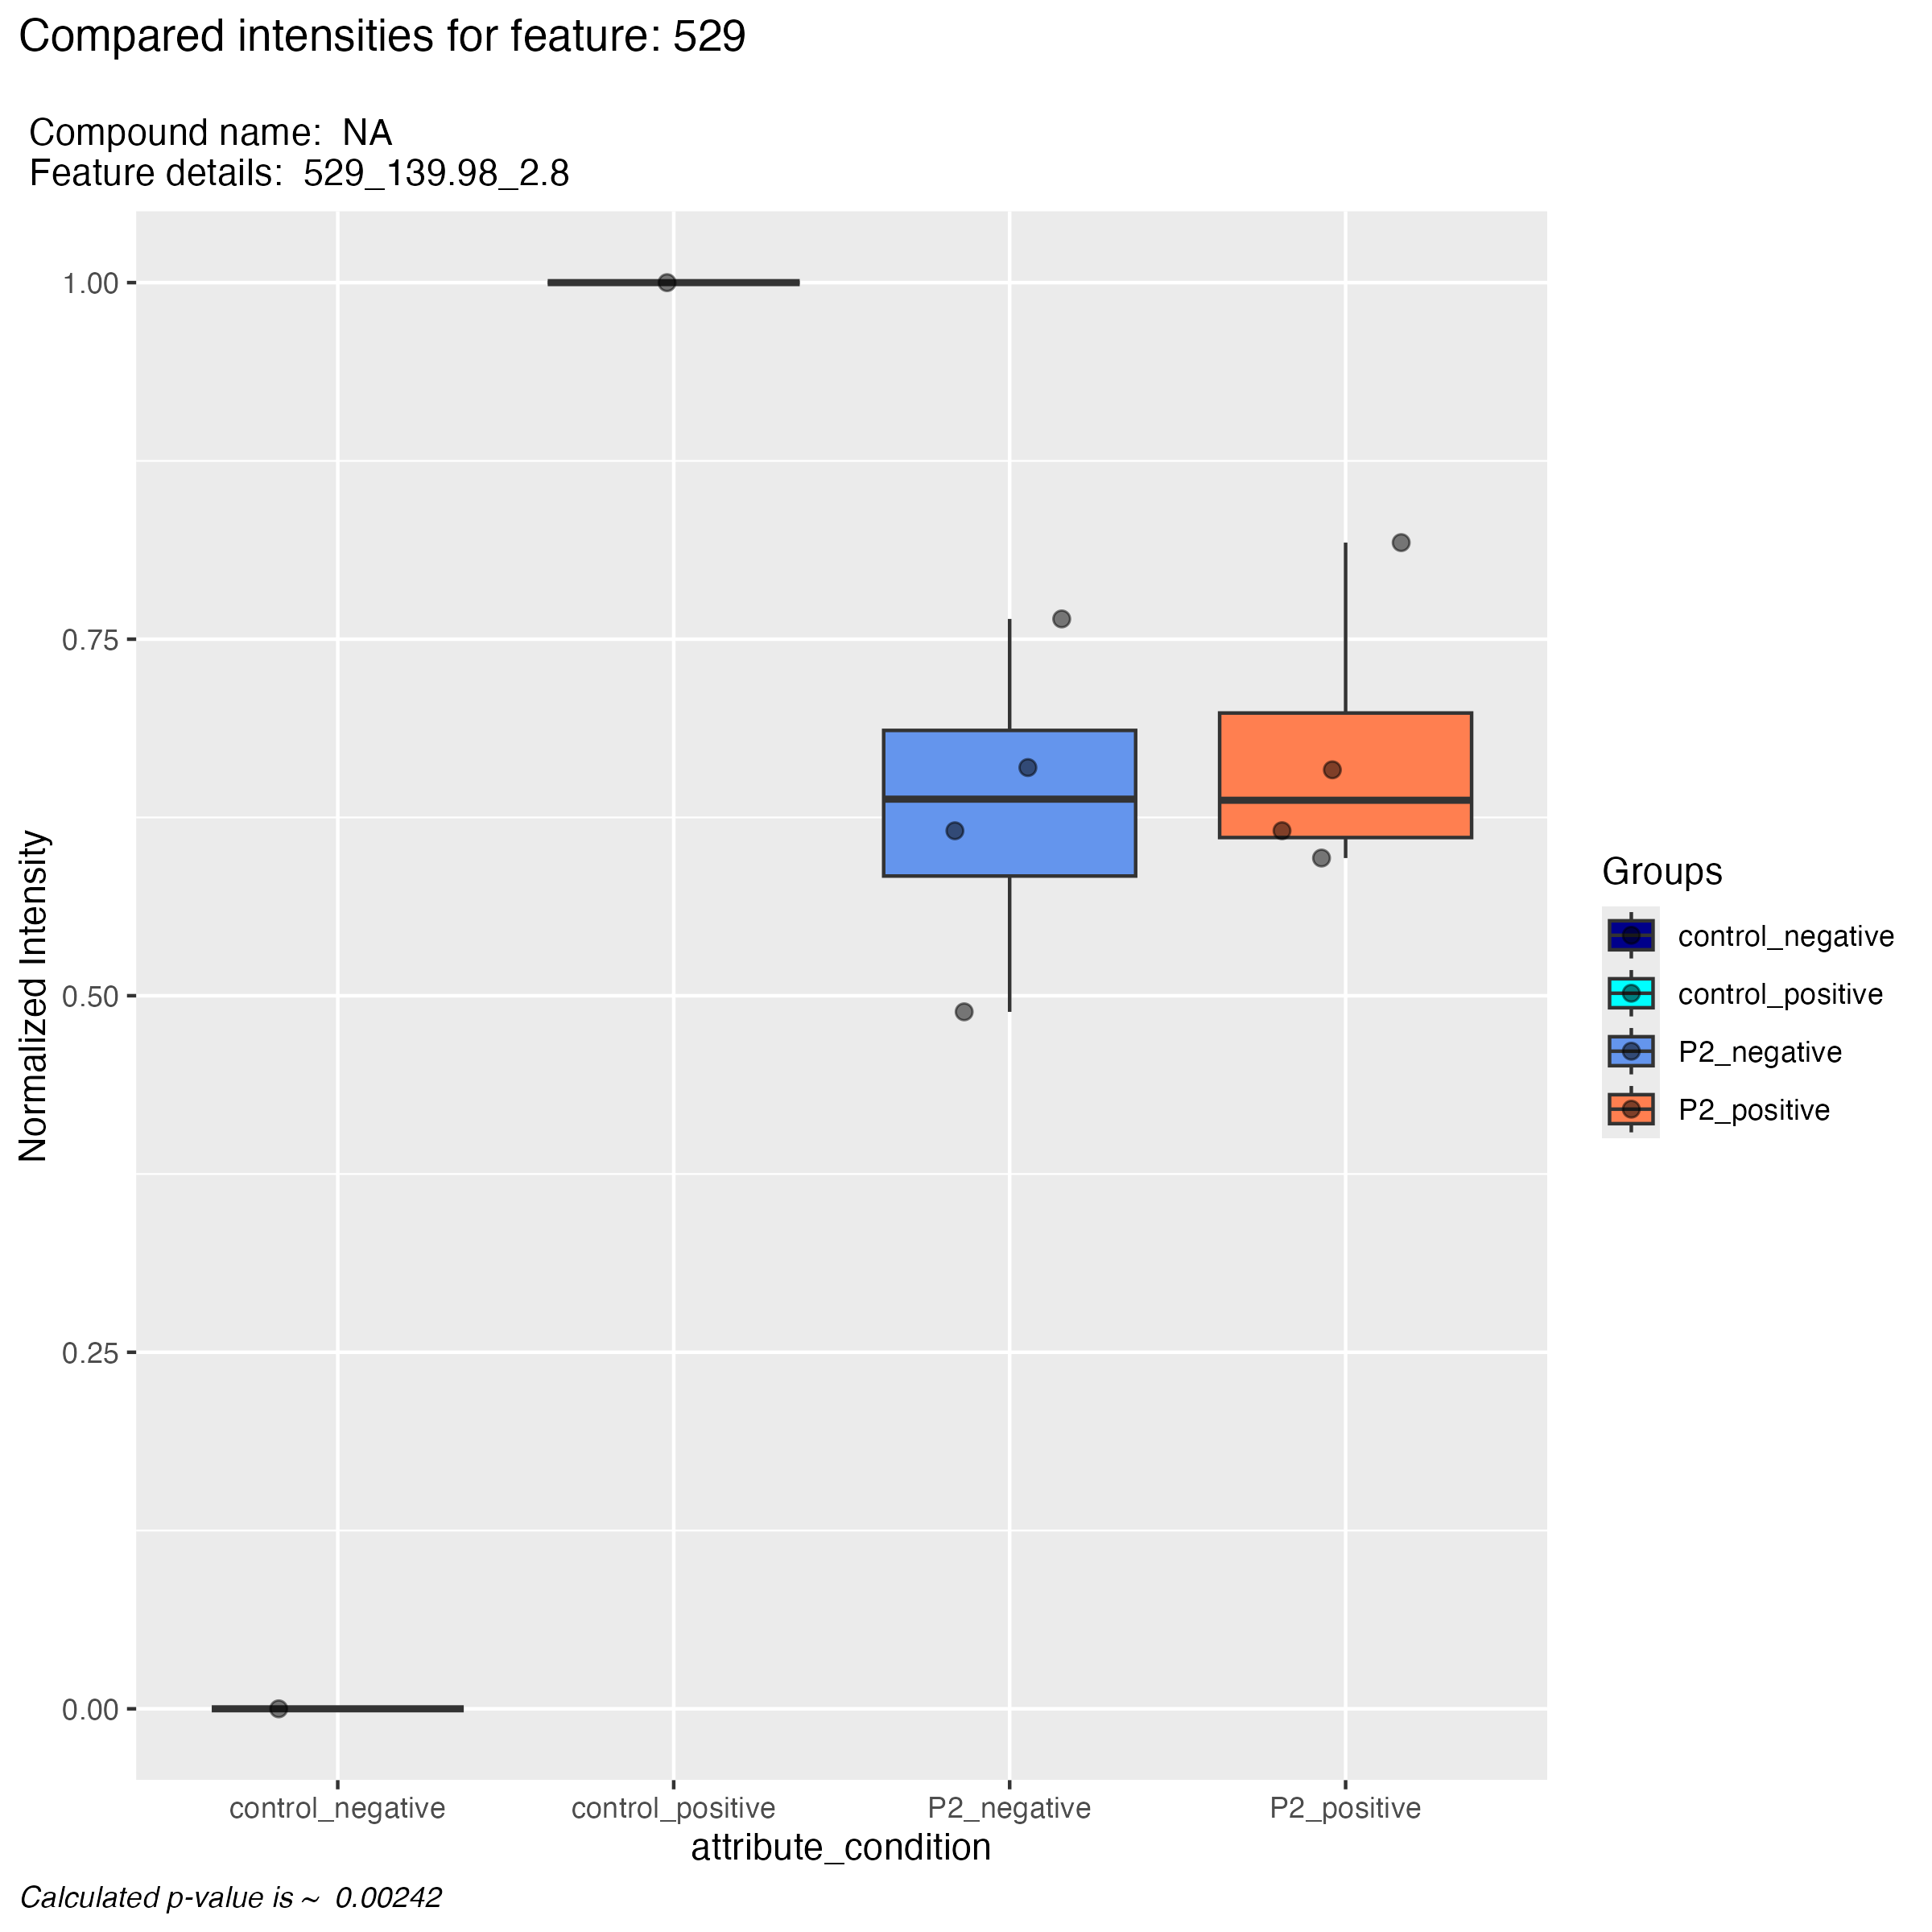 Compared intensities for feature: 529
Compound name:  NA
Feature details:  529_139.98_2.8
1.00
0.75
0.50
0.25
0.00
Normalized Intensity
control_negative
control_positive
P2_negative
P2_positive
attribute_condition
Groups
control_negative
control_positive
P2_negative
P2_positive
Calculated p-value is ~  0.00242